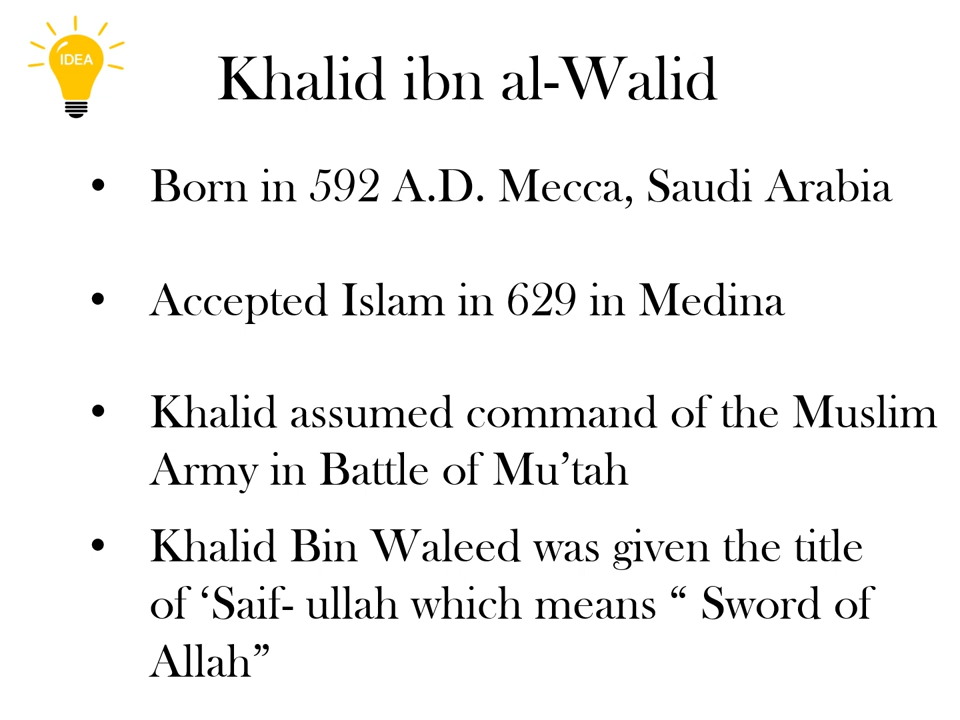 IDEA
Khalid ibn al-Walid
• Born in 592 A.D. Mecca, Saudi Arabia
• Accepted Islam in 629 in Medina
• Khalid assumed command of the Muslim
Army in Battle of Mu’tah
• Khalid Bin Waleed was given the title
of ‘Saif- ullah which means “ Sword of
Allah”